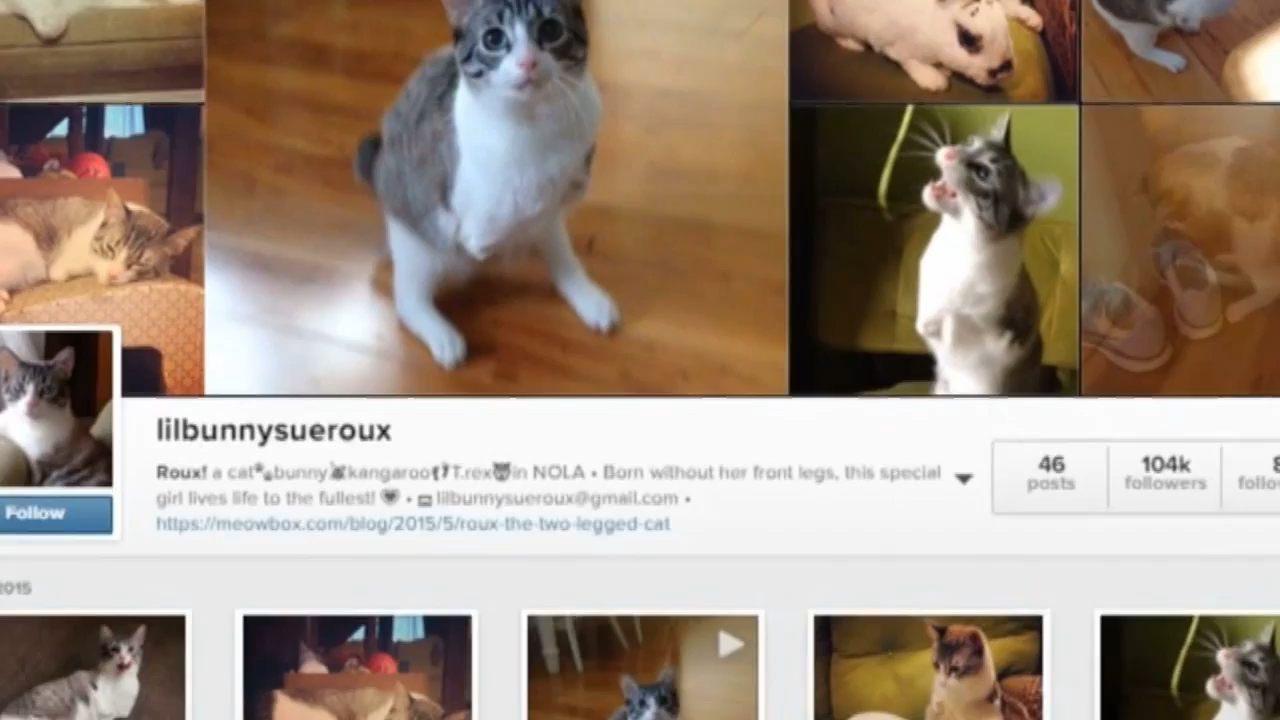 lilbunnysueroux
Roux! a cat🐾bunny🐰kangaroo T.rex😈in NOLA • Born without her front legs, this special
girl lives life to the fullest! 💗 • 📧 lilbunnysueroux@gmail.com •
https://meowbox.com/blog/2015/5/roux-the-two-legged-cat
46
posts
104k
followers
Follow
2015